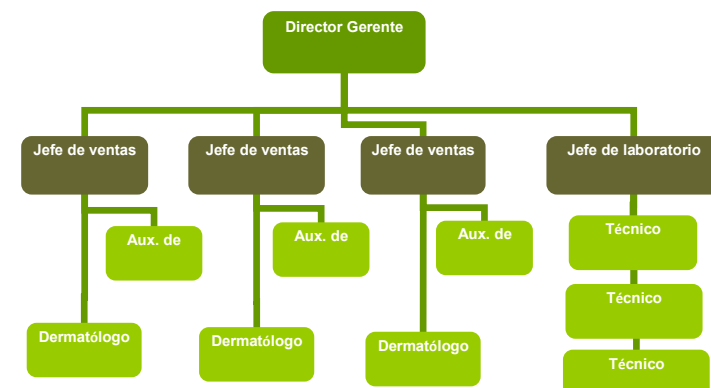 Director Gerente
Jefe de ventas
Jefe de ventas
Jefe de ventas
Jefe de laboratorio
Aux. de
Aux. de
Aux. de
Técnico
Técnico
Dermatólogo
Dermatólogo
Dermatólogo
Técnico